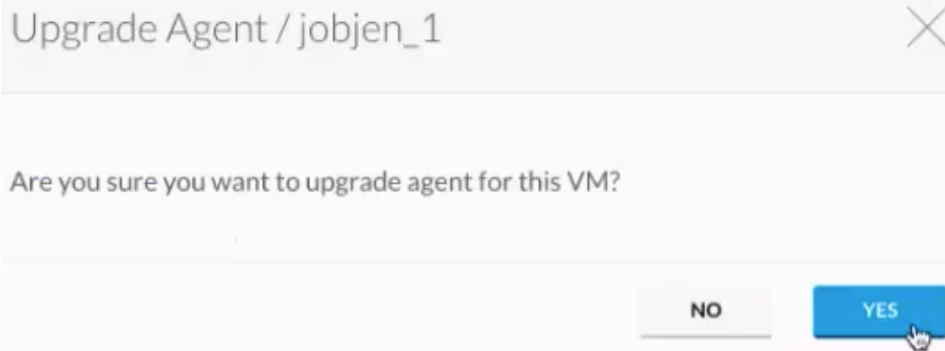 Upgrade Agent / jobjen_1
Are you sure you want to upgrade agent for this VM?
NO
YES